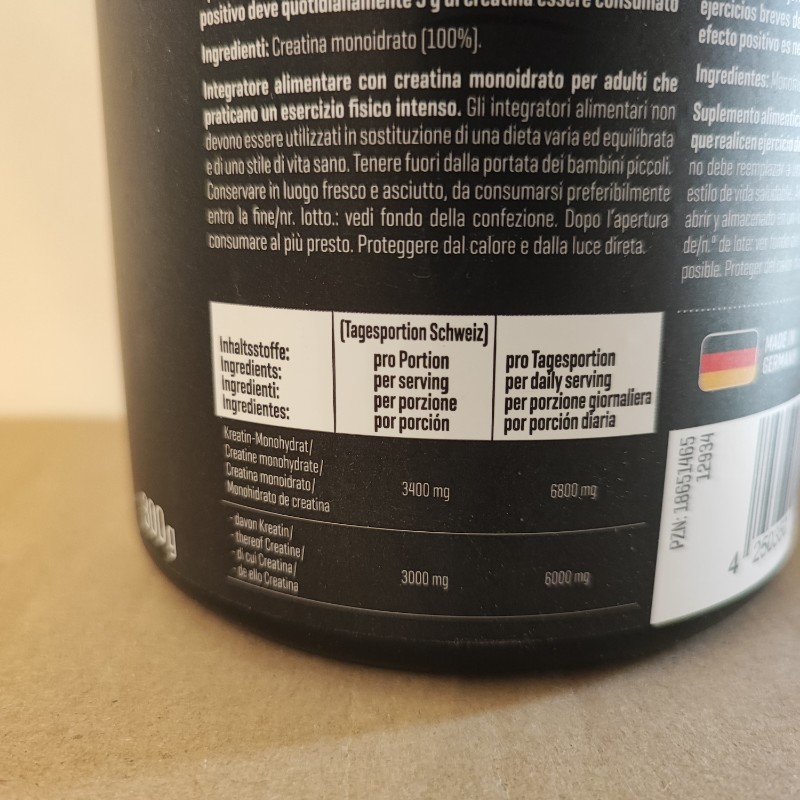 positivo deve quotidianamente 3 g di creatina essere consumato
Ingredienti: Creatina monoidrato (100%).
Integratore alimentare con creatina monoidrato per adulti che
praticano un esercizio fisico intenso. Gli integratori alimentari non
devono essere utilizzati in sostituzione di una dieta varia ed equilibrata
e di uno stile di vita sano. Tenere fuori dalla portata dei bambini piccoli.
Conservare in luogo fresco e asciutto, da consumarsi preferibilmente
entro la fine/nr. lotto.: vedi fondo della confezione. Dopo l'apertura
consumare al più presto. Proteggere dal calore e dalla luce direta.
ejercicios breves
efecto positivo es
Ingredientes:
Suplemento
que realicen ejercicio
no debe reemplazar a
estilo de vida saludable.
abrir y almacenado
de/n.º de lote: ver fondo
posible. Proteger del
Inhaltsstoffe:
Ingredients:
Ingredienti:
Ingredientes:
(Tagesportion Schweiz)
pro Portion
per serving
per porzione
por porción
pro Tagesportion
per daily serving
per porzione giornaliera
por porción diaria
Kreatin-Monohydrat/
Creatine monohydrate/
Creatina monoidrato/
Monohidrato de creatina
3400 mg
6800 mg
- davon Kreatin/
- thereof Creatine/
- di cui Creatina/
- de ello Creatina
3000 mg
6000 mg
MADE IN
GERMANY
PZN: 18651465
12934
4
300g